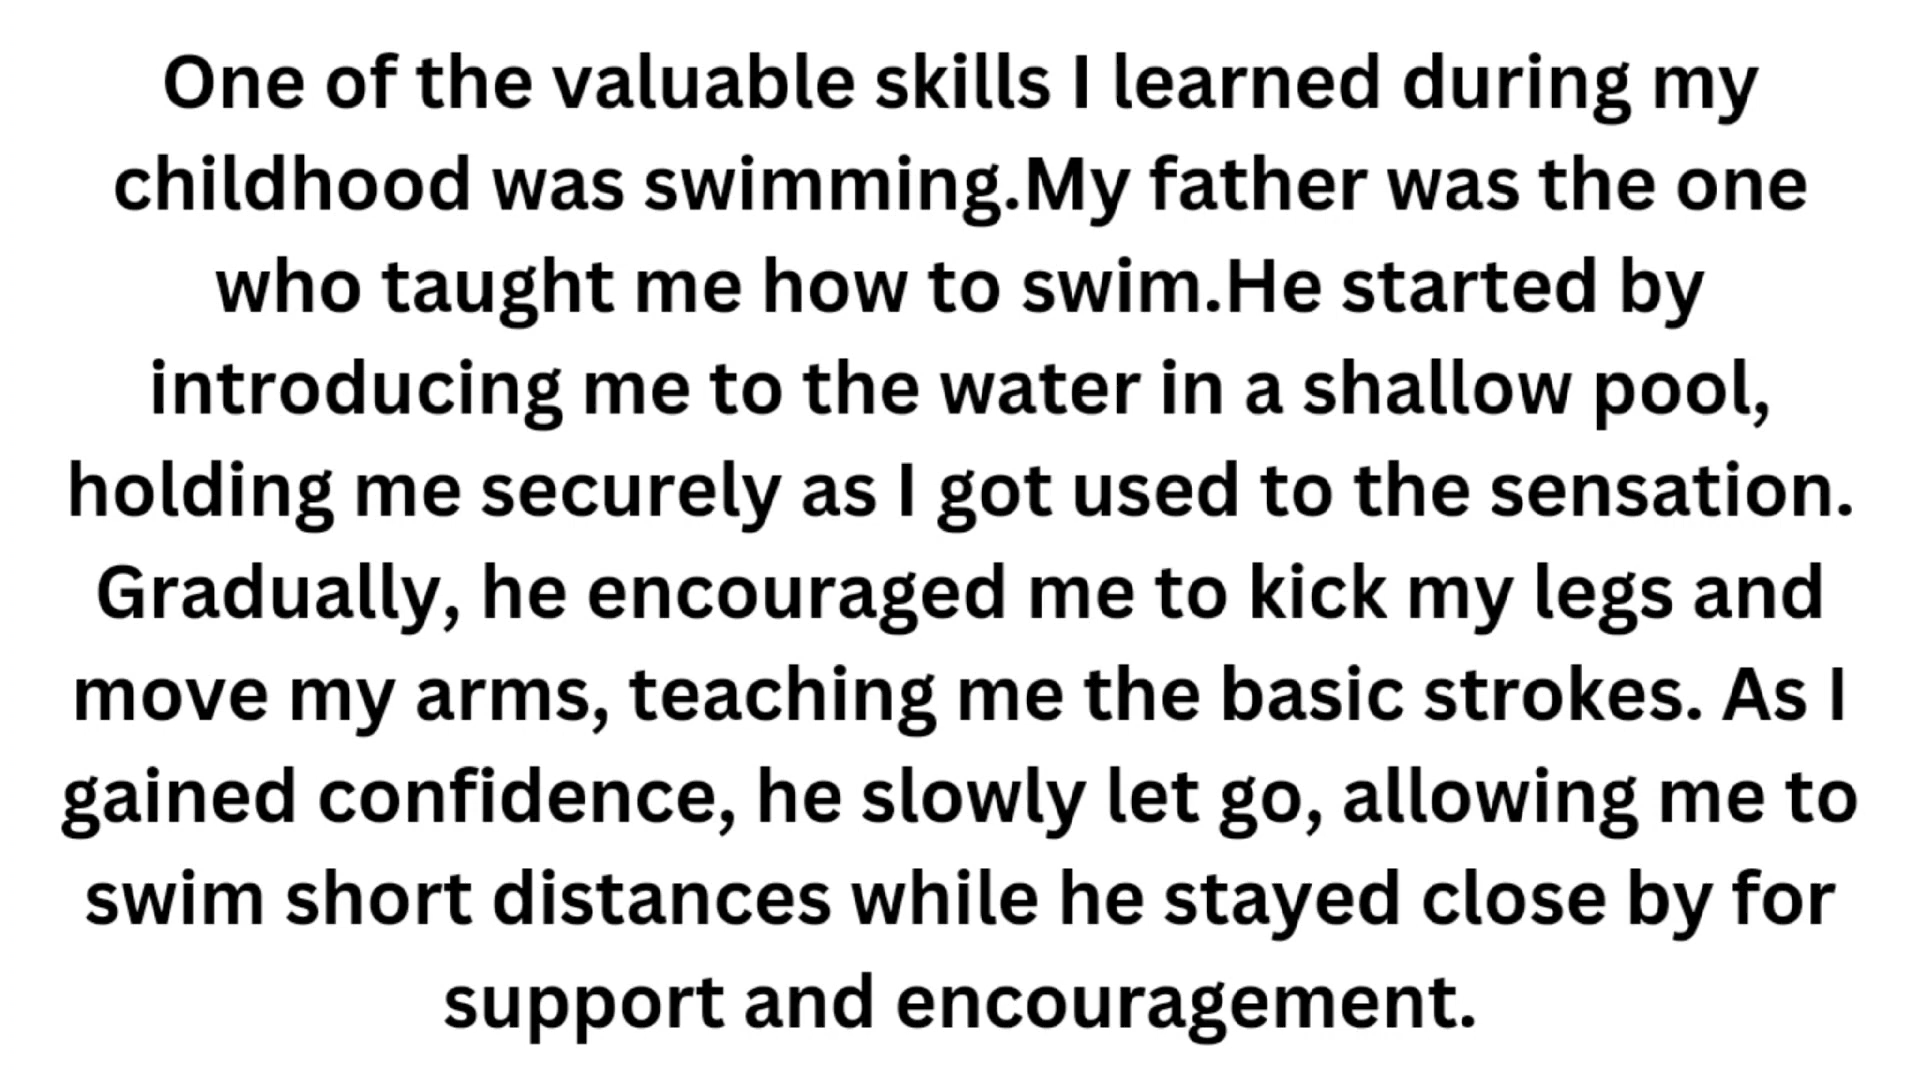 One of the valuable skills I learned during my
childhood was swimming.My father was the one
who taught me how to swim.He started by
introducing me to the water in a shallow pool,
holding me securely as I got used to the sensation.
Gradually, he encouraged me to kick my legs and
move my arms, teaching me the basic strokes. As I
gained confidence, he slowly let go, allowing me to
swim short distances while he stayed close by for
support and encouragement.